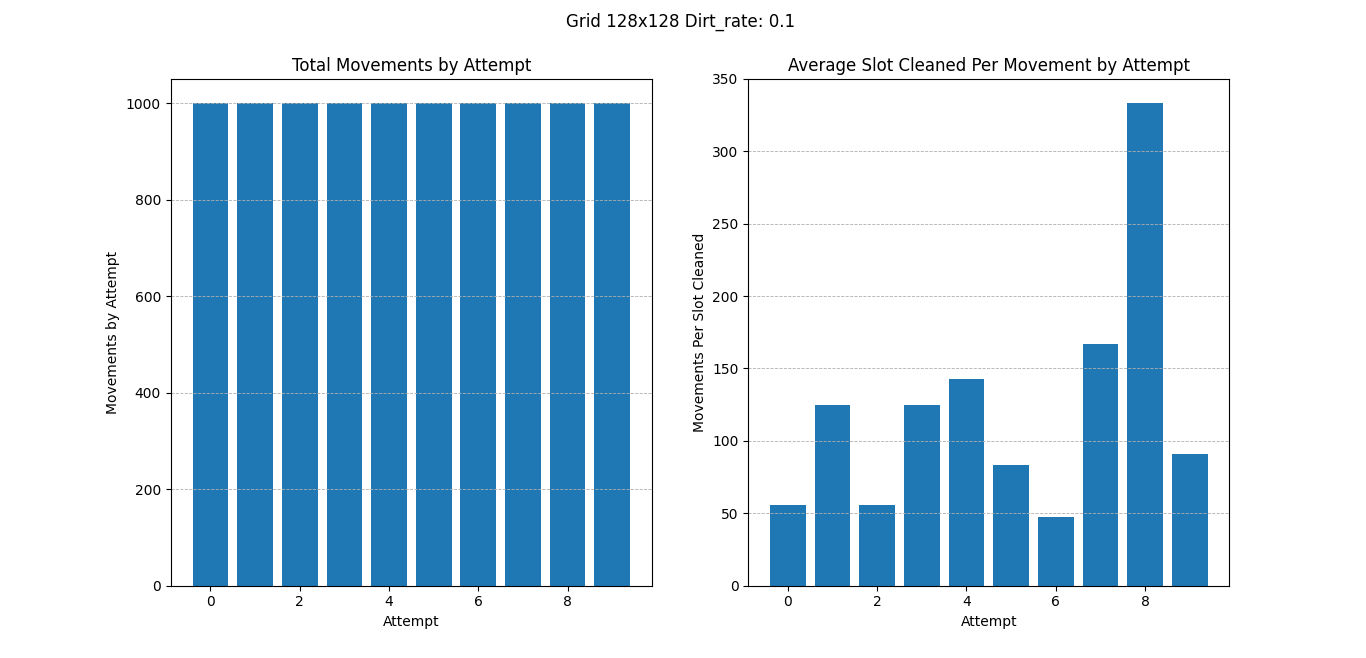 Grid 128x128 Dirt_rate: 0.1
Total Movements by Attempt
Movements by Attempt
1000
800
600
400
200
0
0 2 4 6 8
Attempt
Average Slot Cleaned Per Movement by Attempt
Movements Per Slot Cleaned
350
300
250
200
150
100
50
0
0 2 4 6 8
Attempt